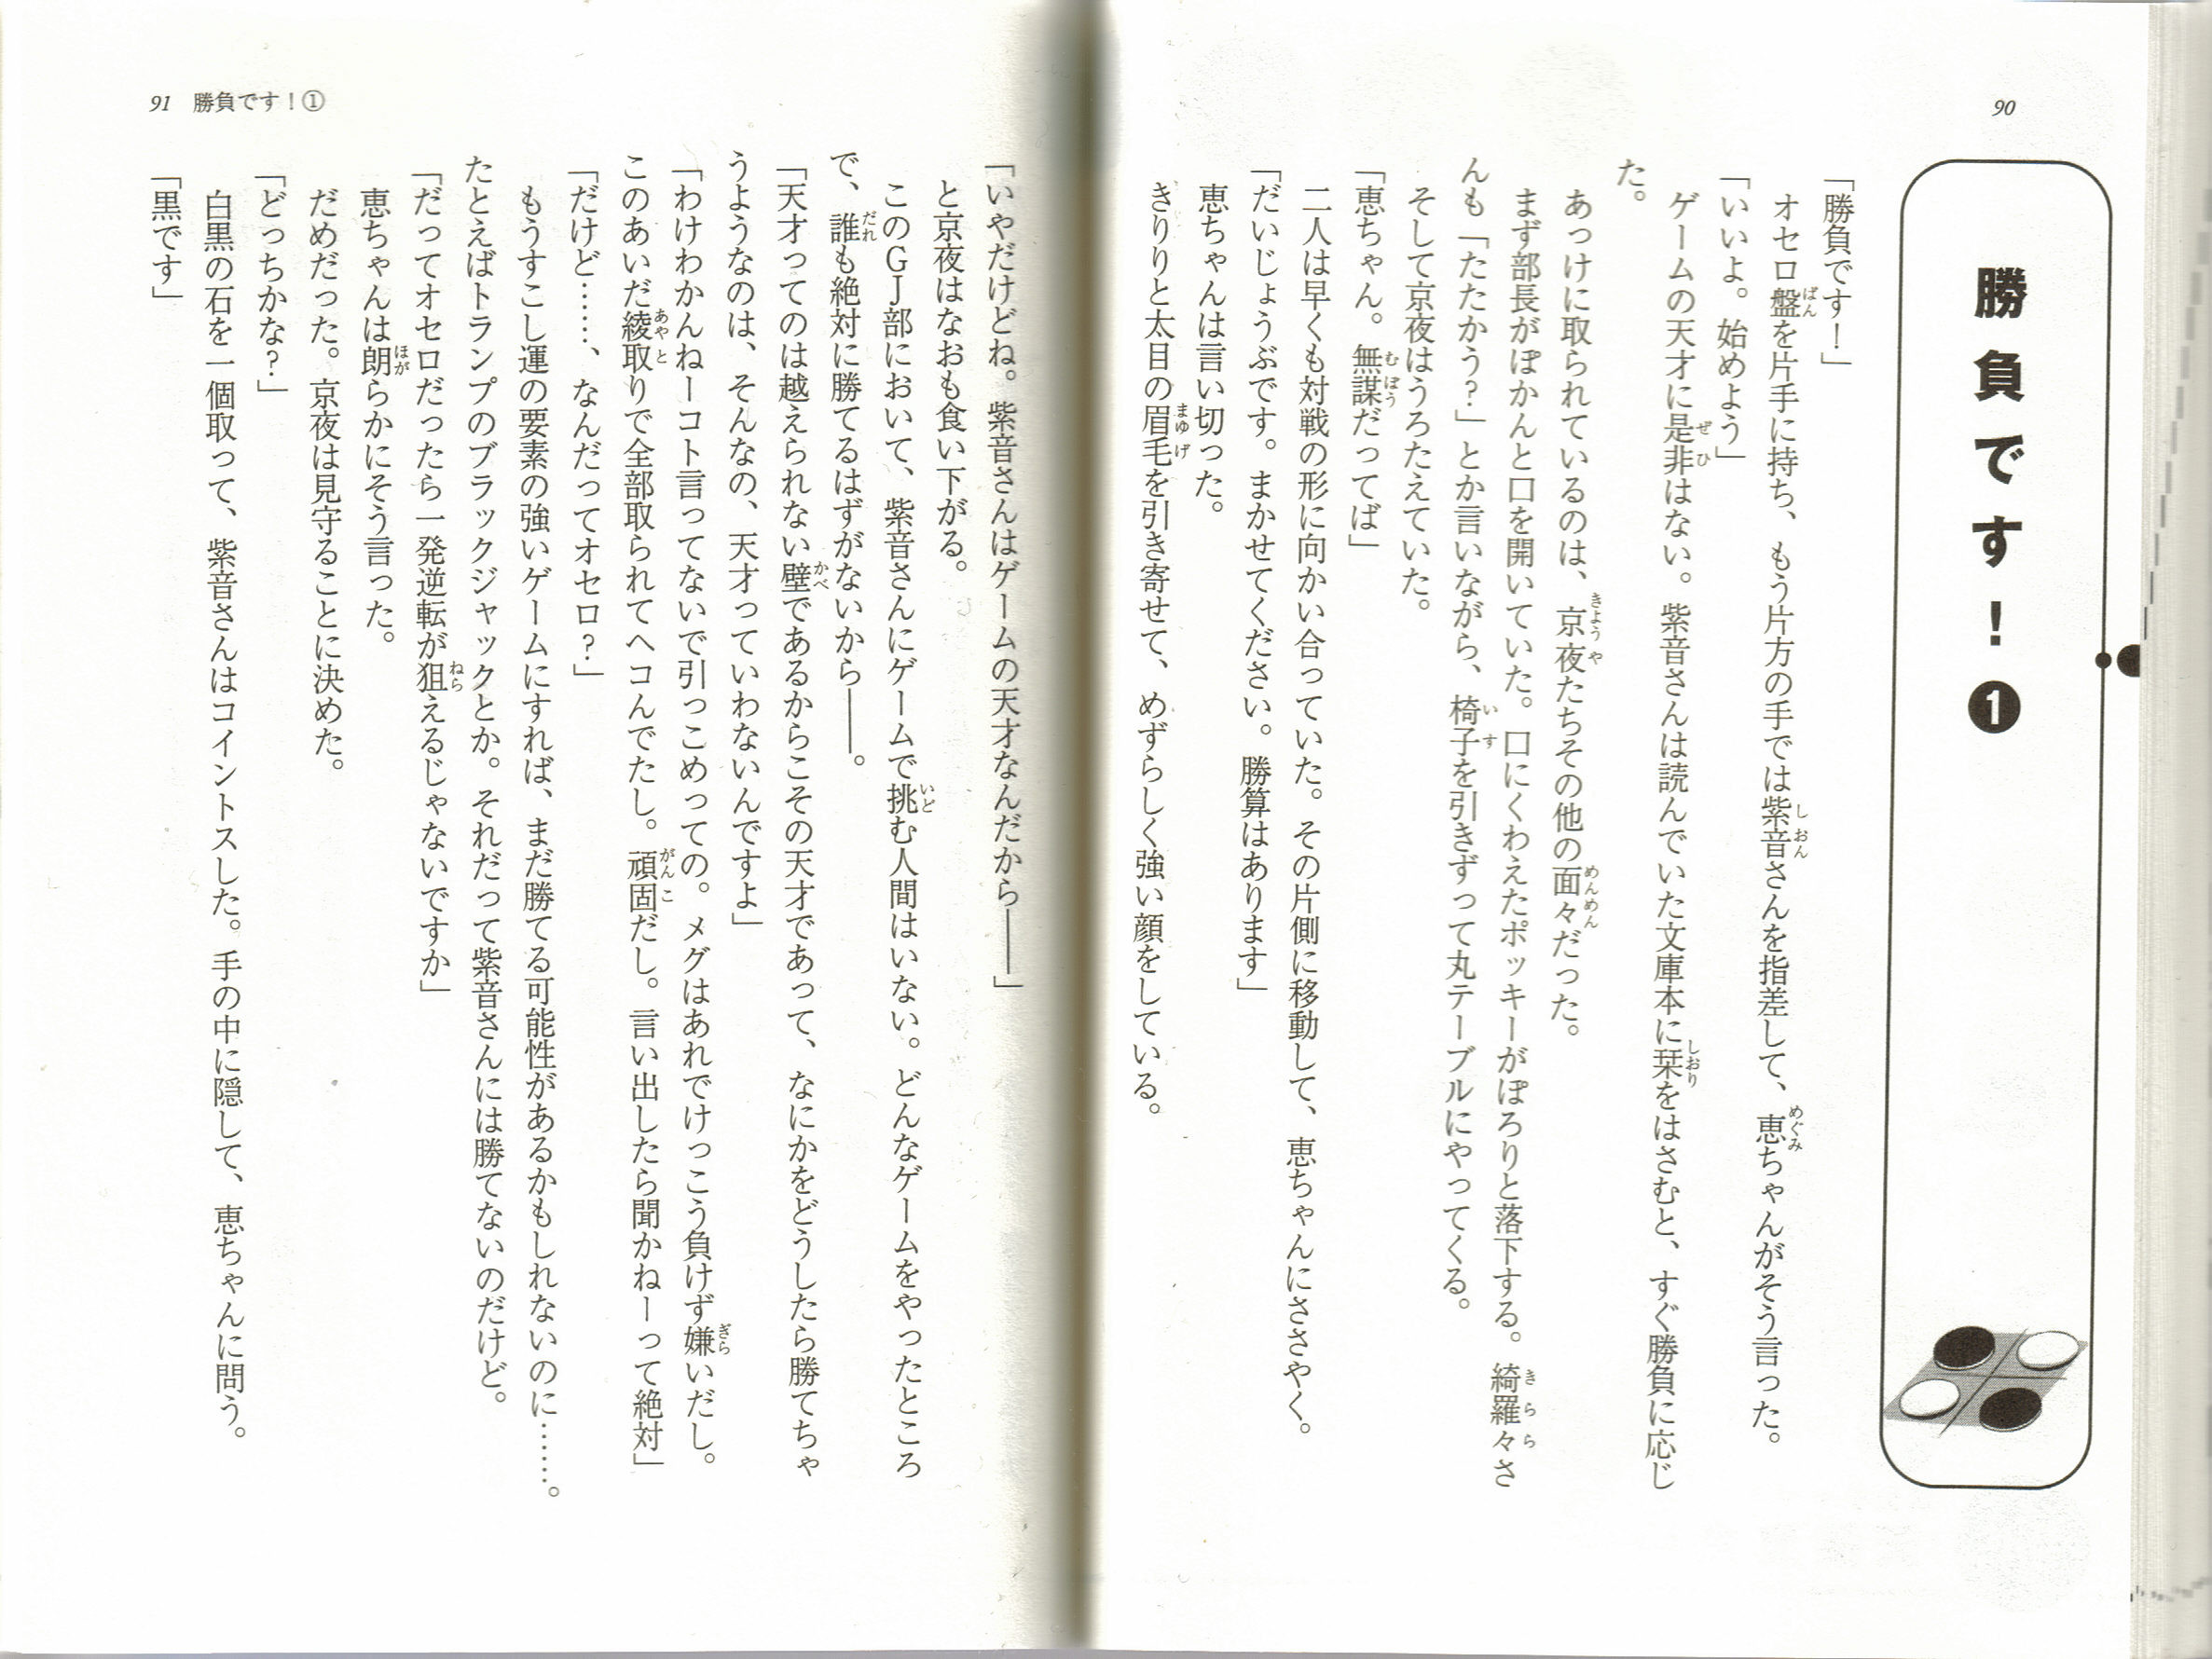 90
勝負です！❶
「勝負です！」
オセロ盤を片手に持ち、もう片方の手では紫音さんを指差して、恵ちゃんがそう言った。
「いいよ。始めよう」
ゲームの天才に是非はない。紫音さんは読んでいた文庫本に栞をはさむと、すぐ勝負に応じ
た。
あっけに取られているのは、京夜たちその他の面々だった。
まず部長がぽかんと口を開いていた。口にくわえたポッキーがぽろりと落下する。綺羅々さ
んも「たたかう？」とか言いながら、椅子を引きずって丸テーブルにやってくる。
そして京夜はうろたえていた。
「恵ちゃん。無謀だってば」
二人は早くも対戦の形に向かい合っていた。その片側に移動して、恵ちゃんにささやく。
「だいじょうぶです。まかせてください。勝算はあります」
恵ちゃんは言い切った。
きりりと太目の眉毛を引き寄せて、めずらしく強い顔をしている。
91 勝負です！①
「いやだけどね。紫音さんはゲームの天才なんだから――」
と京夜はなおも食い下がる。
このＧＪ部において、紫音さんにゲームで挑む人間はいない。どんなゲームをやったところ
で、誰も絶対に勝てるはずがないから――。
「天才ってのは越えられない壁であるからこその天才であって、なにかをどうしたら勝てちゃ
うようなのは、そんなの、天才っていわないんですよ」
「わけわかんねーコト言ってないで引っこめっての。メグはあれでけっこう負けず嫌いだし。
このあいだ綾取りで全部取られてヘコんでたし。頑固だし。言い出したら聞かねーって絶対」
「だけど……、なんだってオセロ？」
もうすこし運の要素の強いゲームにすれば、まだ勝てる可能性があるかもしれないのに……。
たとえばトランプのブラックジャックとか。それだって紫音さんには勝てないのだけど。
「だってオセロだったら一発逆転が狙えるじゃないですか」
恵ちゃんは朗らかにそう言った。
だめだった。京夜は見守ることに決めた。
「どっちかな？」
白黒の石を一個取って、紫音さんはコイントスした。手の中に隠して、恵ちゃんに問う。
「黒です」